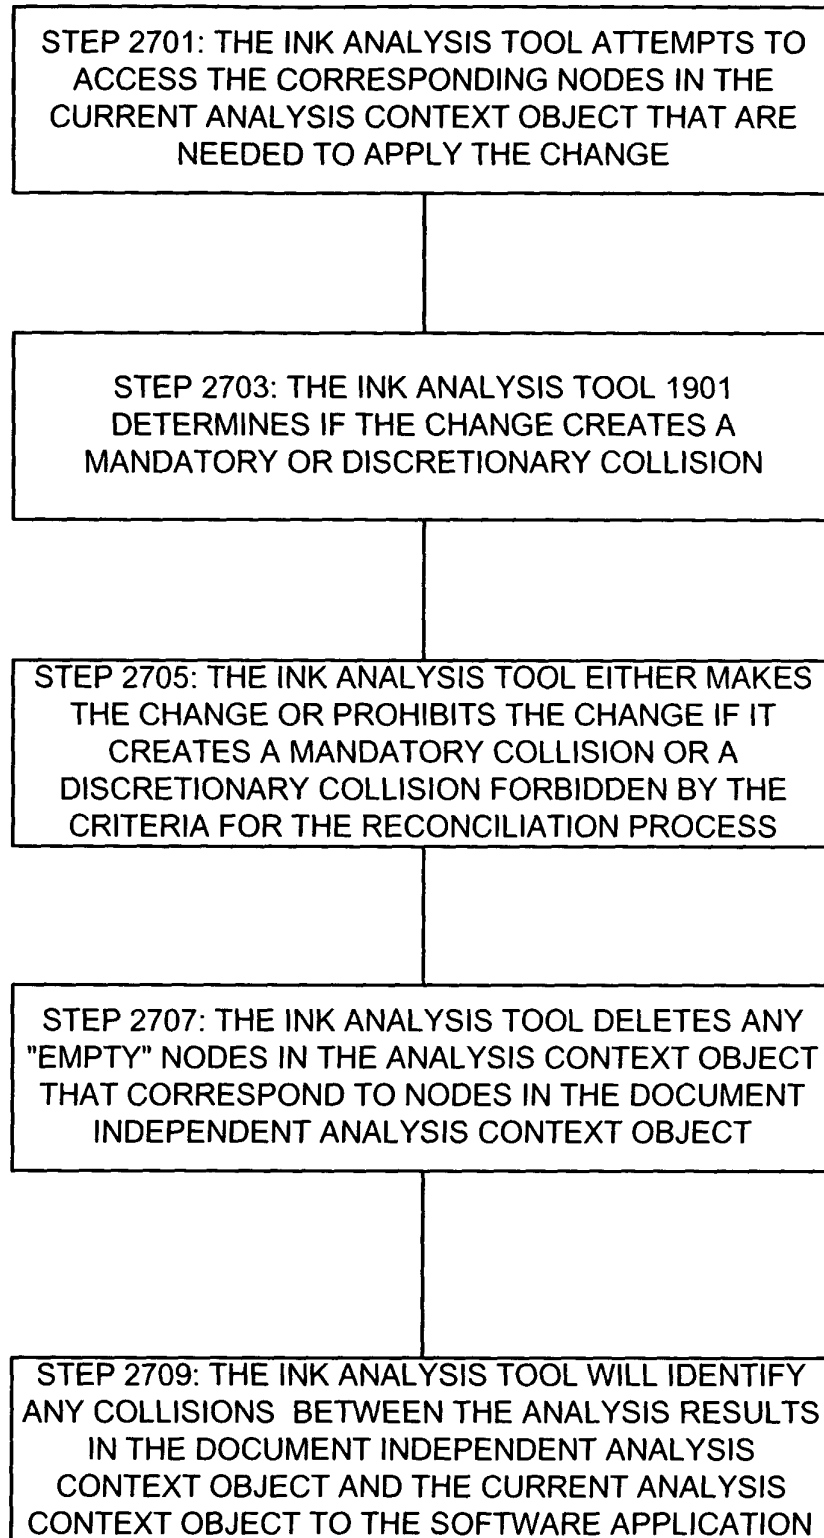 STEP 2701: THE INK ANALYSIS TOOL ATTEMPTS TO
ACCESS THE CORRESPONDING NODES IN THE
CURRENT ANALYSIS CONTEXT OBJECT THAT ARE
NEEDED TO APPLY THE CHANGE
STEP 2703: THE INK ANALYSIS TOOL 1901
DETERMINES IF THE CHANGE CREATES A
MANDATORY OR DISCRETIONARY COLLISION
STEP 2705: THE INK ANALYSIS TOOL EITHER MAKES
THE CHANGE OR PROHIBITS THE CHANGE IF IT
CREATES A MANDATORY COLLISION OR A
DISCRETIONARY COLLISION FORBIDDEN BY THE
CRITERIA FOR THE RECONCILIATION PROCESS
STEP 2707: THE INK ANALYSIS TOOL DELETES ANY
"EMPTY" NODES IN THE ANALYSIS CONTEXT OBJECT
THAT CORRESPOND TO NODES IN THE DOCUMENT
INDEPENDENT ANALYSIS CONTEXT OBJECT
STEP 2709: THE INK ANALYSIS TOOL WILL IDENTIFY
ANY COLLISIONS BETWEEN THE ANALYSIS RESULTS
IN THE DOCUMENT INDEPENDENT ANALYSIS
CONTEXT OBJECT AND THE CURRENT ANALYSIS
CONTEXT OBJECT TO THE SOFTWARE APPLICATION